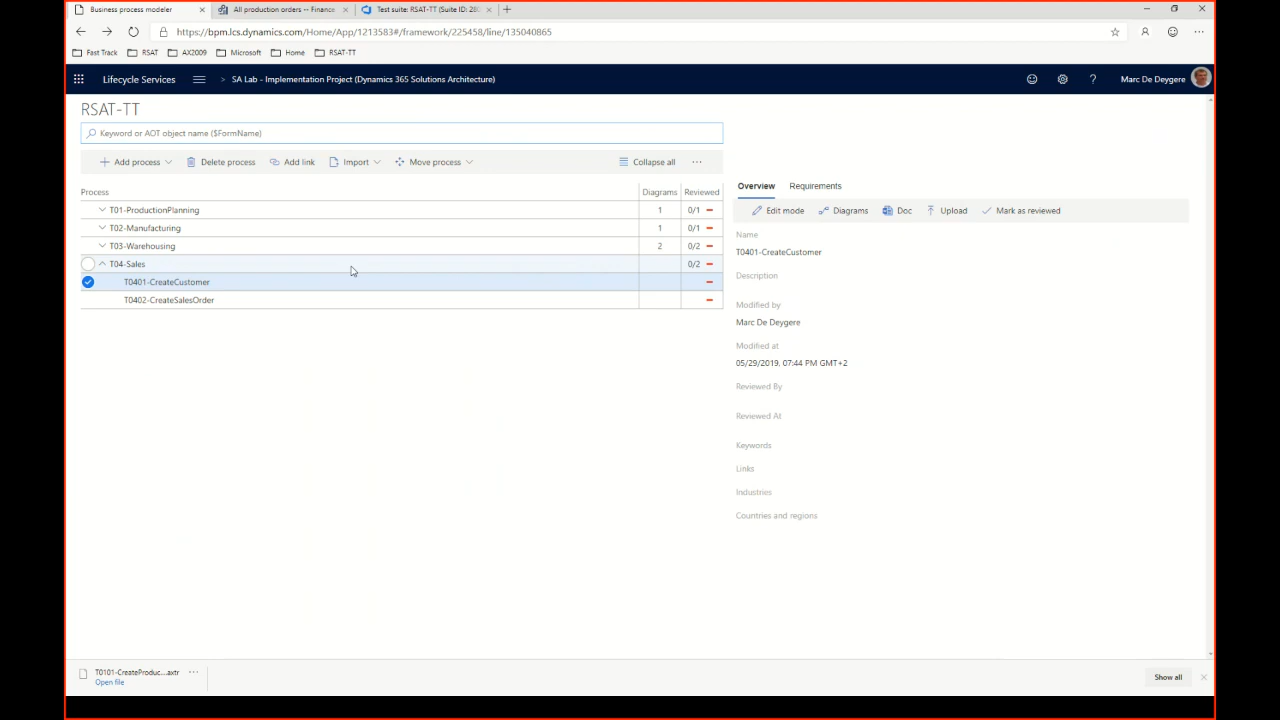 Business process modeler
All production orders -- Finance
Test suite: RSAT-TT (Suite ID: 280
https://bpm.lcs.dynamics.com/Home/App/1213583#/framework/225458/line/135040865
Fast Track
RSAT
AX2009
Microsoft
Home
RSAT-TT
Lifecycle Services
> SA Lab - Implementation Project (Dynamics 365 Solutions Architecture)
Marc De Deygere
RSAT-TT
Keyword or AOT object name ($FormName)
Add process
Delete process
Add link
Import
Move process
Collapse all
Process Diagrams Reviewed
T01-ProductionPlanning 1 0/1
T02-Manufacturing 1 0/1
T03-Warehousing 2 0/2
T04-Sales 0/2
T0401-CreateCustomer
T0402-CreateSalesOrder
Overview Requirements
Edit mode Diagrams Doc Upload Mark as reviewed
Name
T0401-CreateCustomer
Description
Modified by
Marc De Deygere
Modified at
05/29/2019, 07:44 PM GMT+2
Reviewed By
Reviewed At
Keywords
Links
Industries
Countries and regions
T0101-CreateProduc....axtr
Open file
Show all